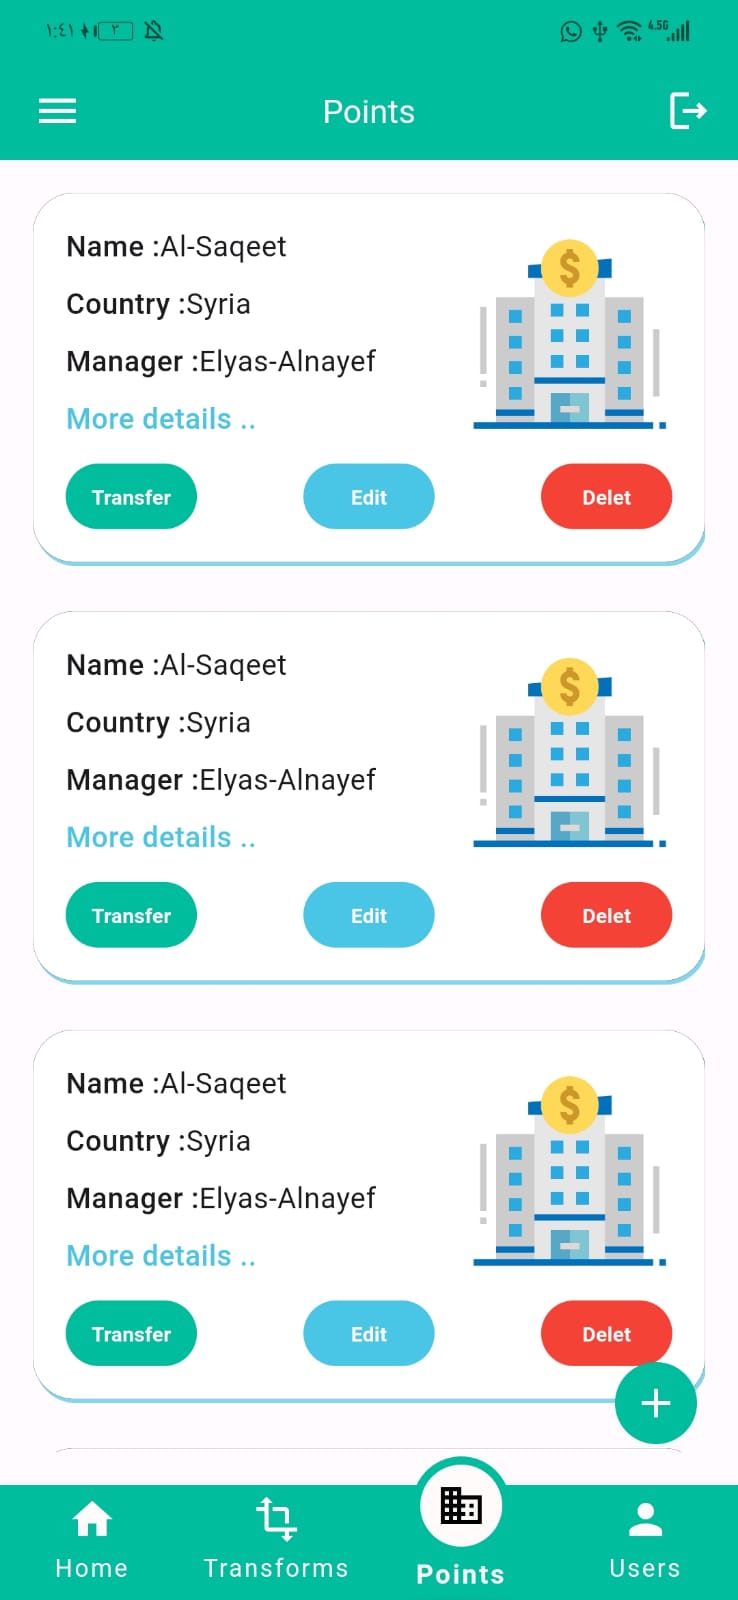 ١:٤١ ٣ 4.5G
Points
Name :Al-Saqeet
Country :Syria
Manager :Elyas-Alnayef
More details ..
Transfer Edit Delet
Name :Al-Saqeet
Country :Syria
Manager :Elyas-Alnayef
More details ..
Transfer Edit Delet
Name :Al-Saqeet
Country :Syria
Manager :Elyas-Alnayef
More details ..
Transfer Edit Delet
Home Transforms Points Users